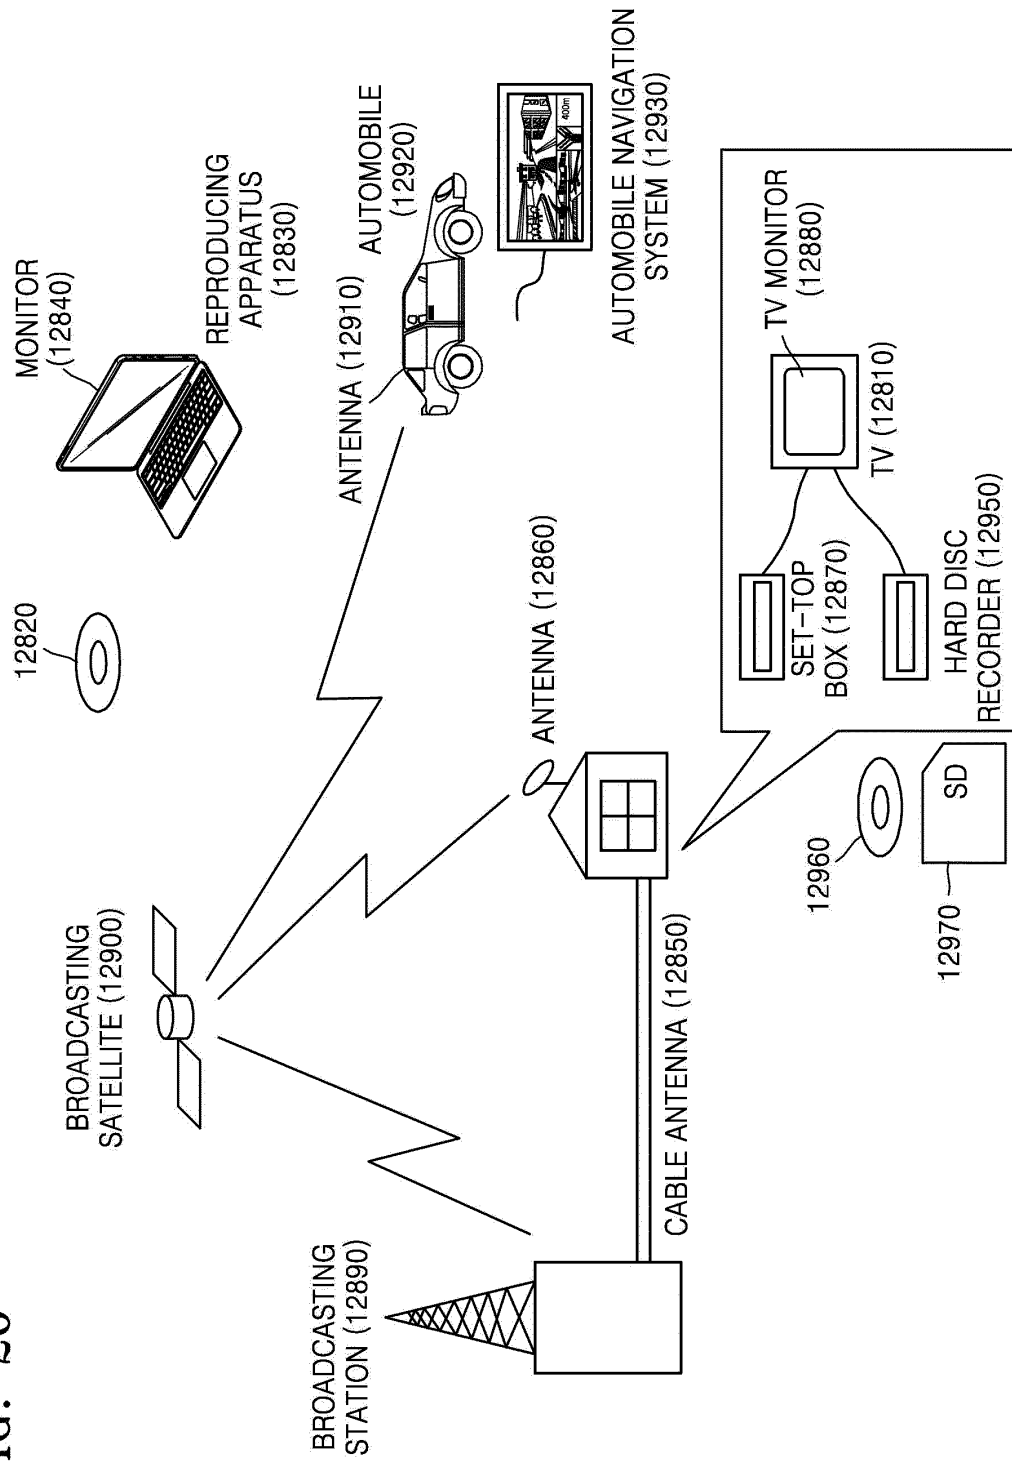 12820
MONITOR
(12840)
REPRODUCING
APPARATUS
(12830)
BROADCASTING
SATELLITE (12900)
ANTENNA (12910)
AUTOMOBILE
(12920)
400m
AUTOMOBILE NAVIGATION
SYSTEM (12930)
BROADCASTING
STATION (12890)
ANTENNA (12860)
CABLE ANTENNA (12850)
TV MONITOR
(12880)
SET-TOP
BOX (12870)
TV (12810)
HARD DISC
RECORDER (12950)
12960
SD
12970